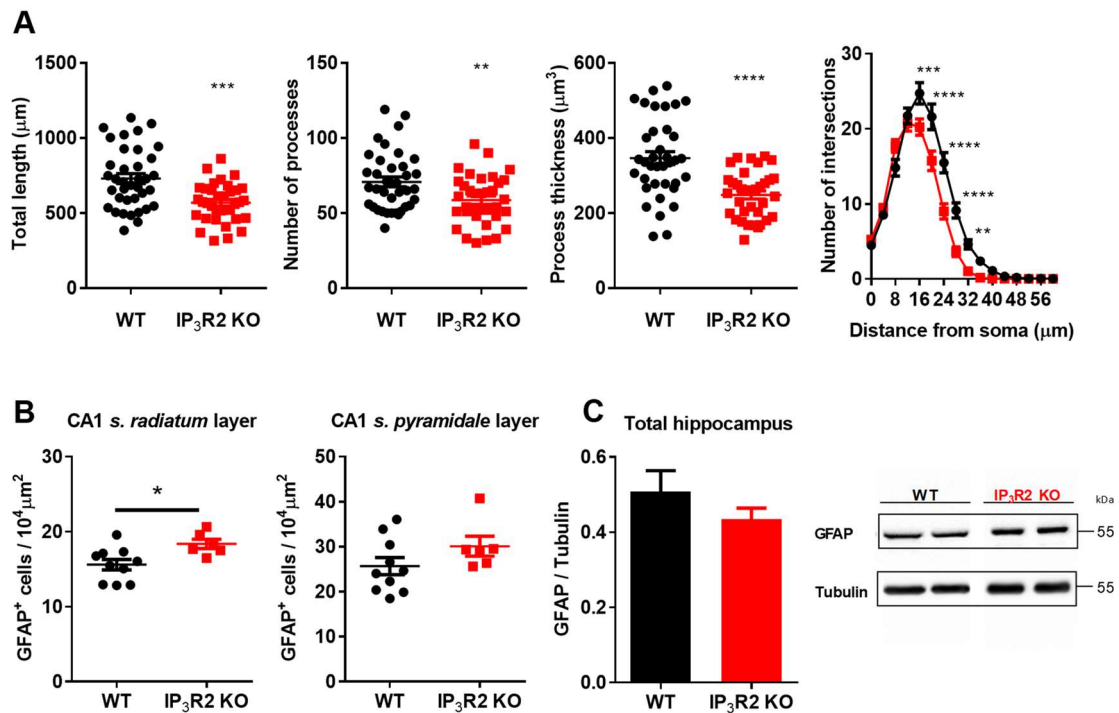 A
Total length (µm)
1500
1000
500
0
WT IP₃R2 KO
***
Number of processes
150
100
50
0
WT IP₃R2 KO
**
Process thickness (µm³)
600
400
200
0
WT IP₃R2 KO
****
Number of intersections
30
20
10
0
***
****
****
****
**
0 8 16 24 32 40 48 56
Distance from soma (µm)
B
CA1 s. radiatum layer
GFAP⁺ cells / 10⁴µm²
30
20
10
0
*
WT IP₃R2 KO
CA1 s. pyramidale layer
GFAP⁺ cells / 10⁴µm²
50
40
30
20
10
0
WT IP₃R2 KO
C
Total hippocampus
GFAP / Tubulin
0.6
0.4
0.2
0.0
WT IP₃R2 KO
WT IP₃R2 KO
kDa
GFAP 55
Tubulin 55